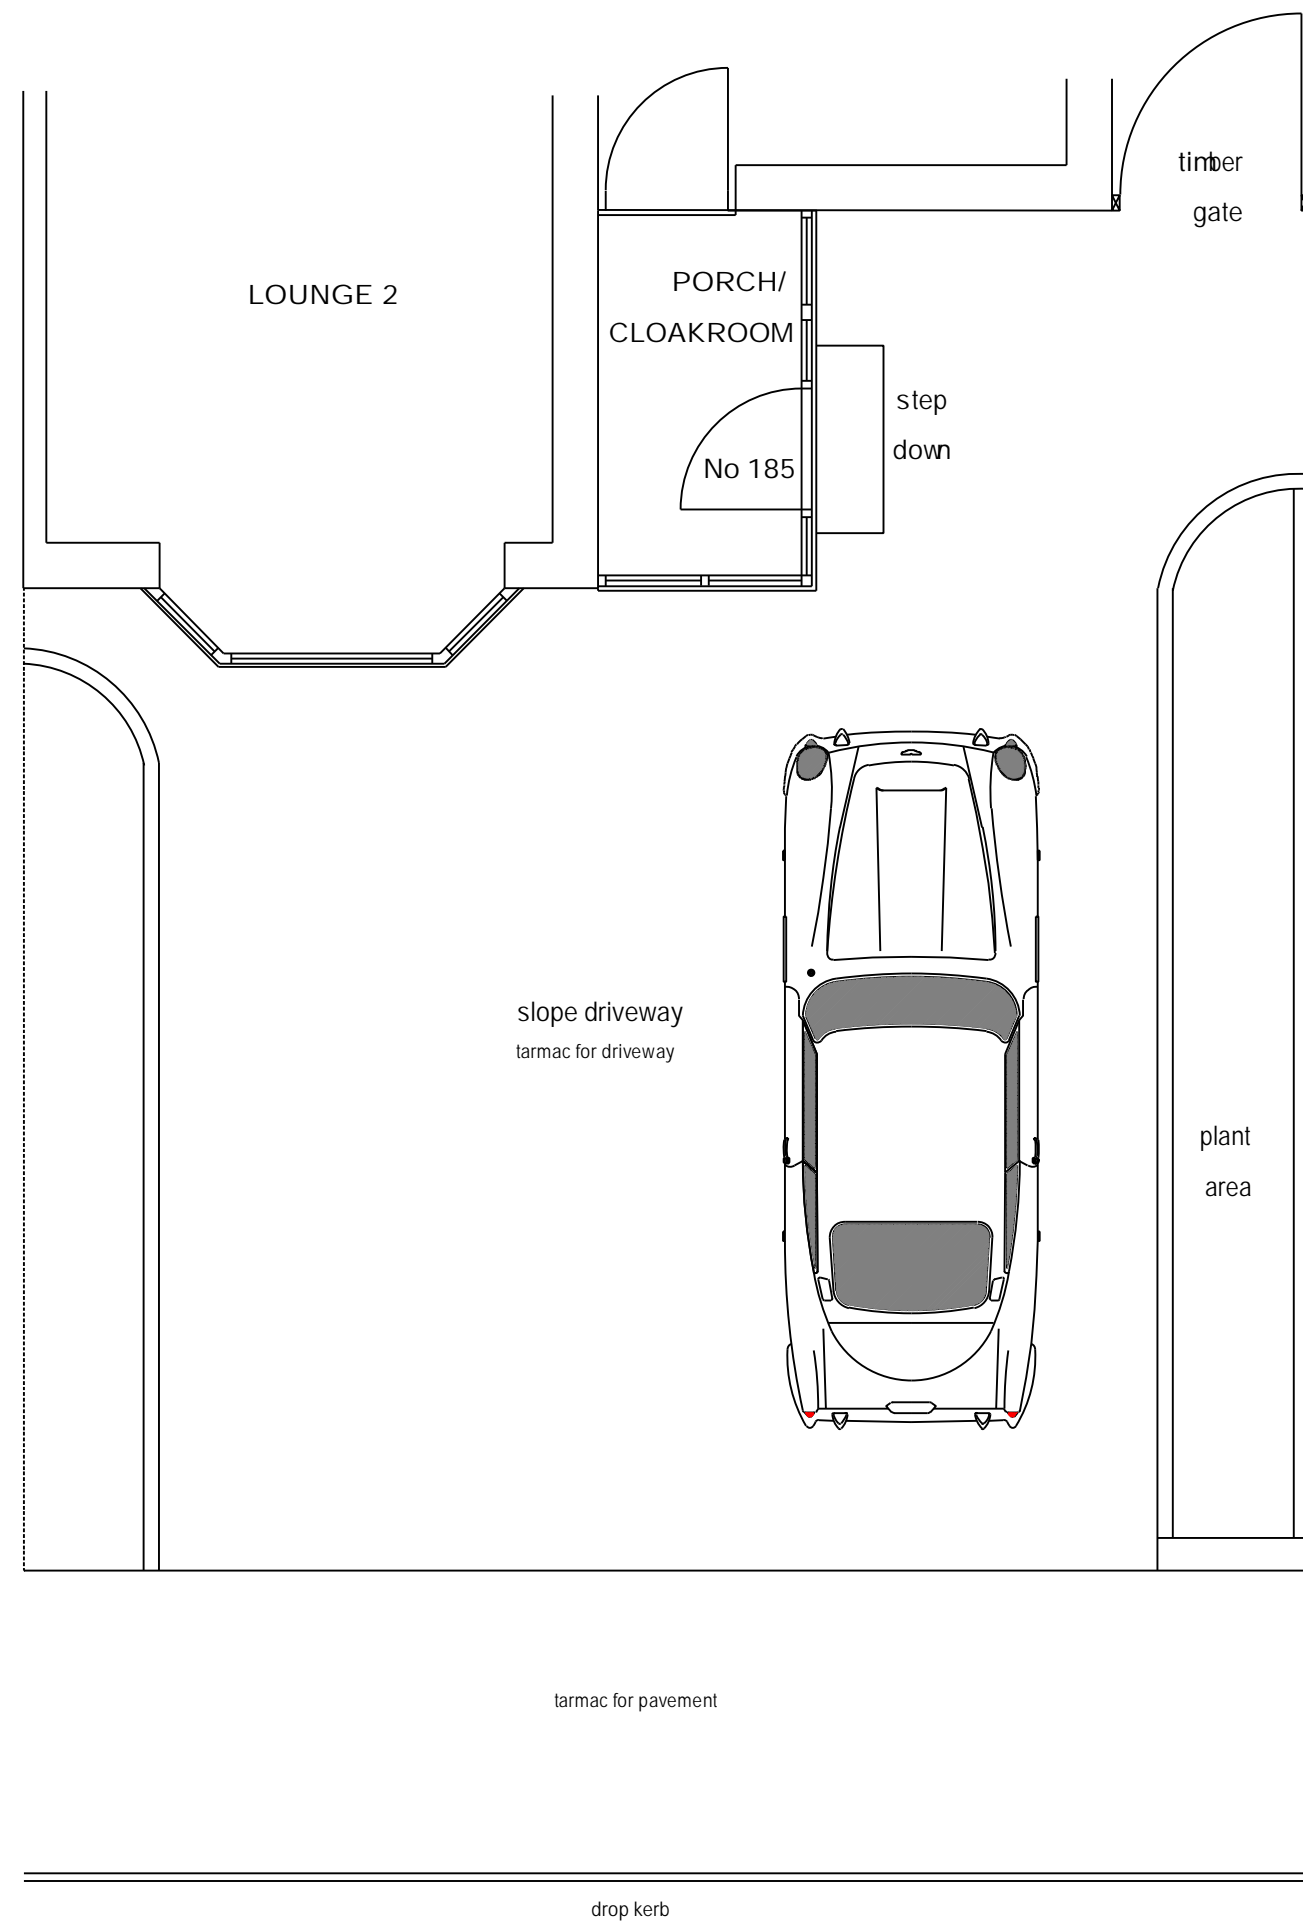 timber
gate
LOUNGE 2
PORCH/
CLOAKROOM
step
down
No 185
slope driveway
tarmac for driveway
plant
area
tarmac for pavement
drop kerb